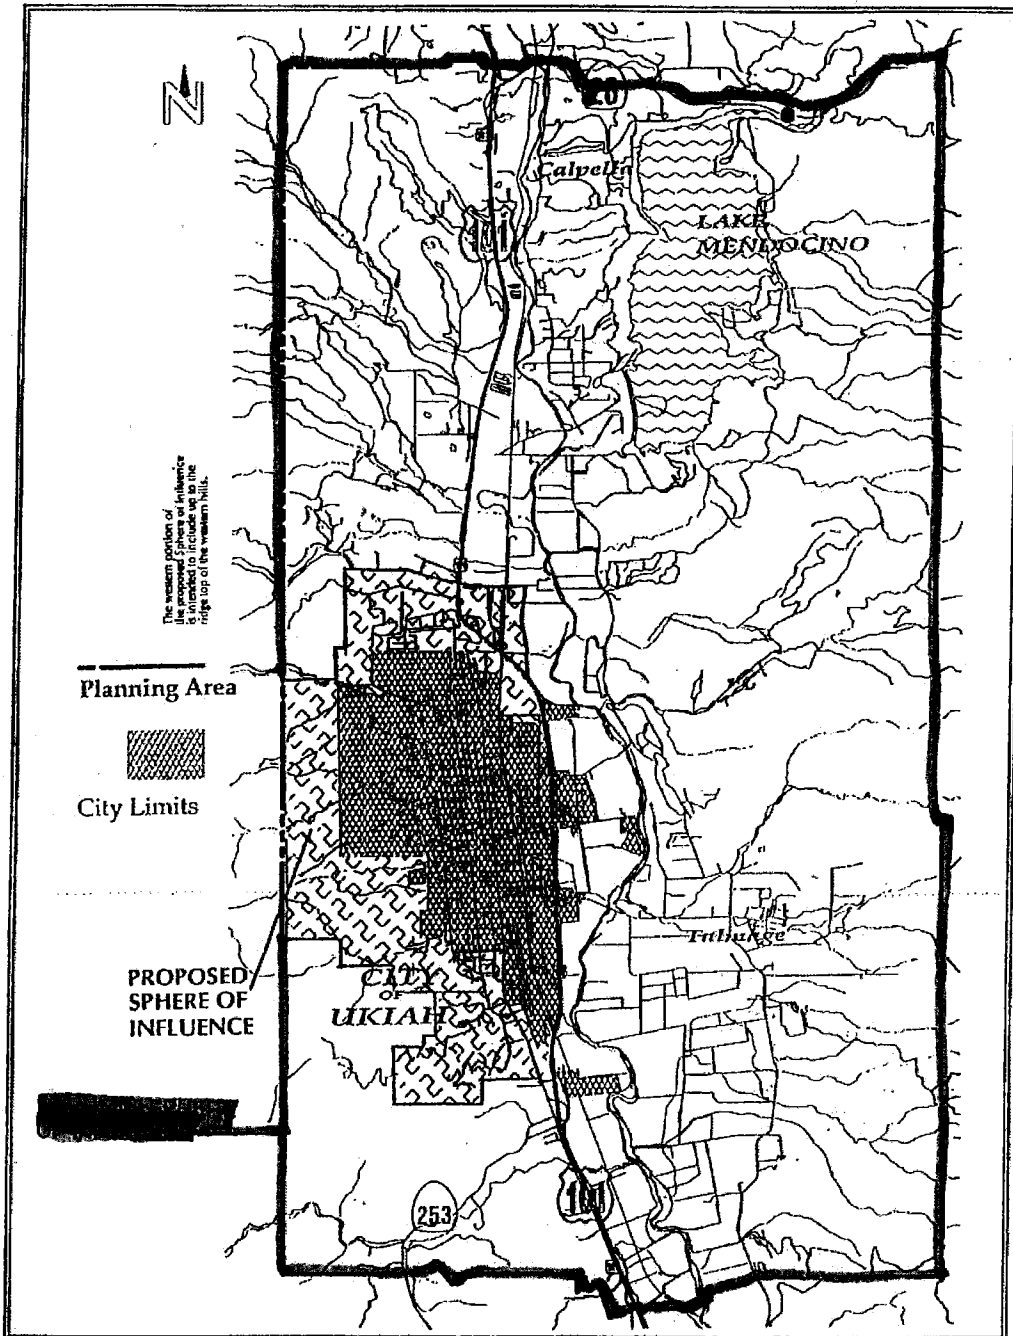 N
20
Calpella
LAKE
MENDOCINO
101
The western portion of
the proposed Sphere of Influence
is intended to include up to the
ridge top of the western hills.
Planning Area
City Limits
Talmage
PROPOSED
SPHERE OF
INFLUENCE
CITY
OF
UKIAH
101
253